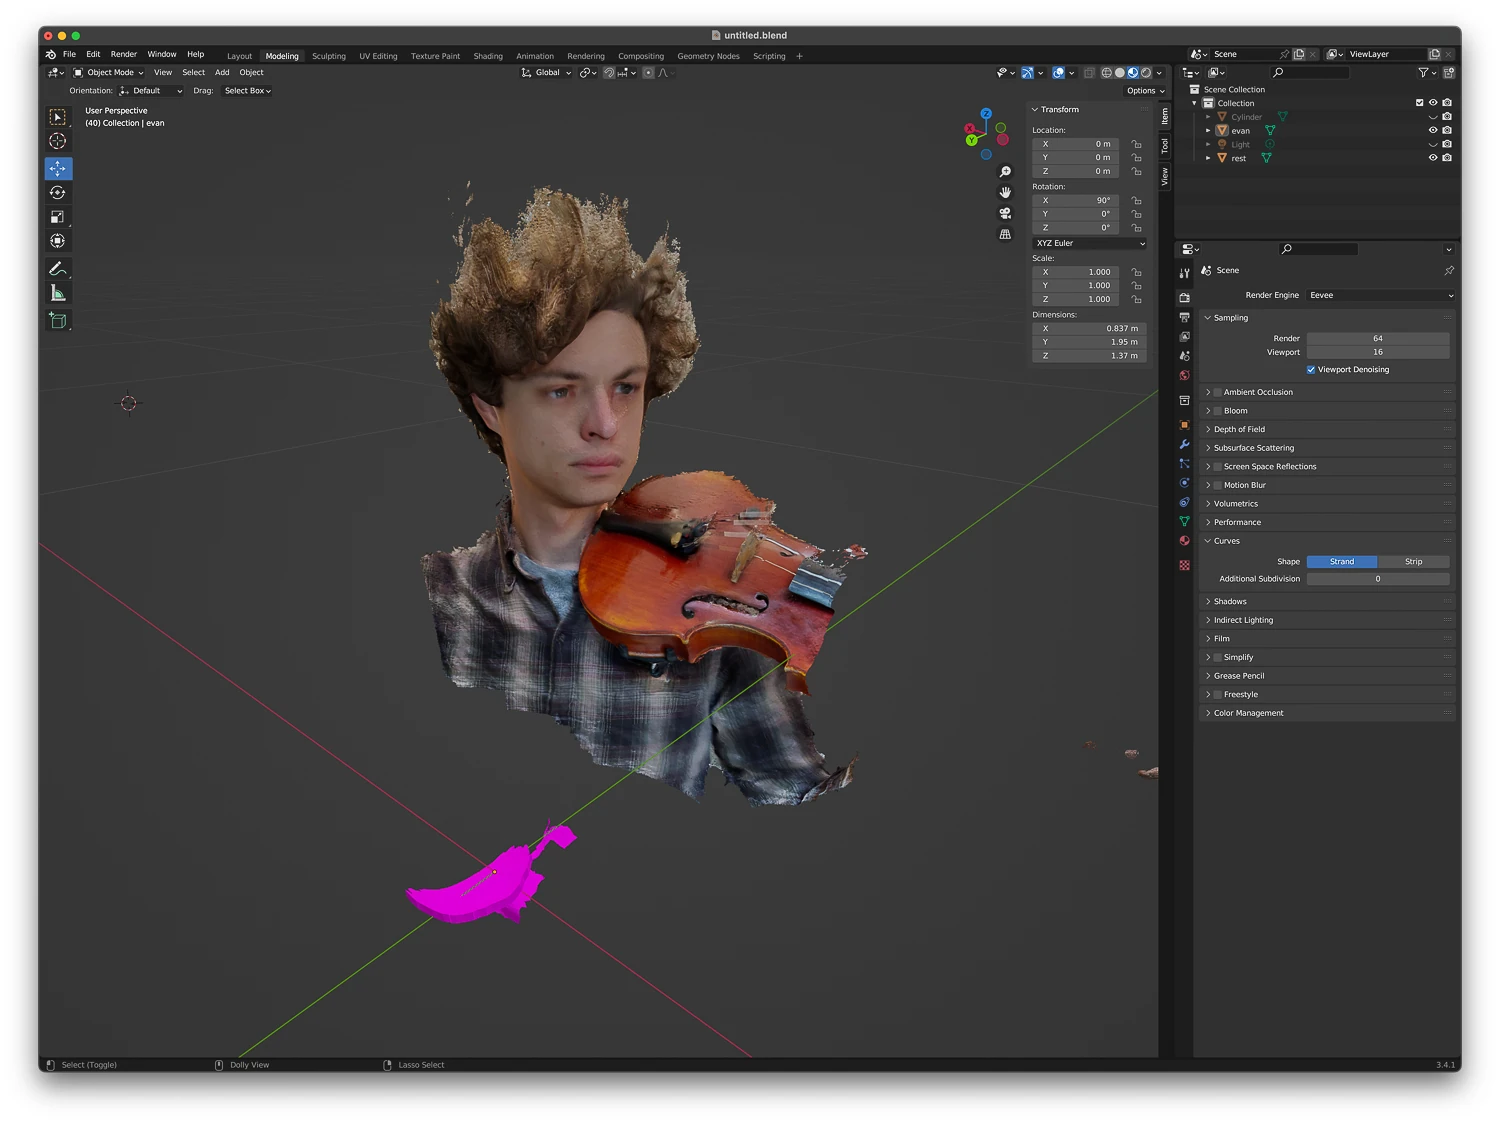 untitled.blend
File Edit Render Window Help Layout Modeling Sculpting UV Editing Texture Paint Shading Animation Rendering Compositing Geometry Nodes Scripting + Scene ViewLayer
Object Mode View Select Add Object Global
Orientation: Default Drag: Select Box Options
User Perspective
(40) Collection | evan
Z
X
Y
Transform
Location:
X 0 m
Y 0 m
Z 0 m
Rotation:
X 90°
Y 0°
Z 0°
XYZ Euler
Scale:
X 1.000
Y 1.000
Z 1.000
Dimensions:
X 0.837 m
Y 1.95 m
Z 1.37 m
Item
Tool
View
Scene Collection
Collection
Cylinder
evan
Light
rest
Scene
Render Engine Eevee
Sampling
Render 64
Viewport 16
Viewport Denoising
Ambient Occlusion
Bloom
Depth of Field
Subsurface Scattering
Screen Space Reflections
Motion Blur
Volumetrics
Performance
Curves
Shape Strand Strip
Additional Subdivision 0
Shadows
Indirect Lighting
Film
Simplify
Grease Pencil
Freestyle
Color Management
Select (Toggle) Dolly View Lasso Select 3.4.1